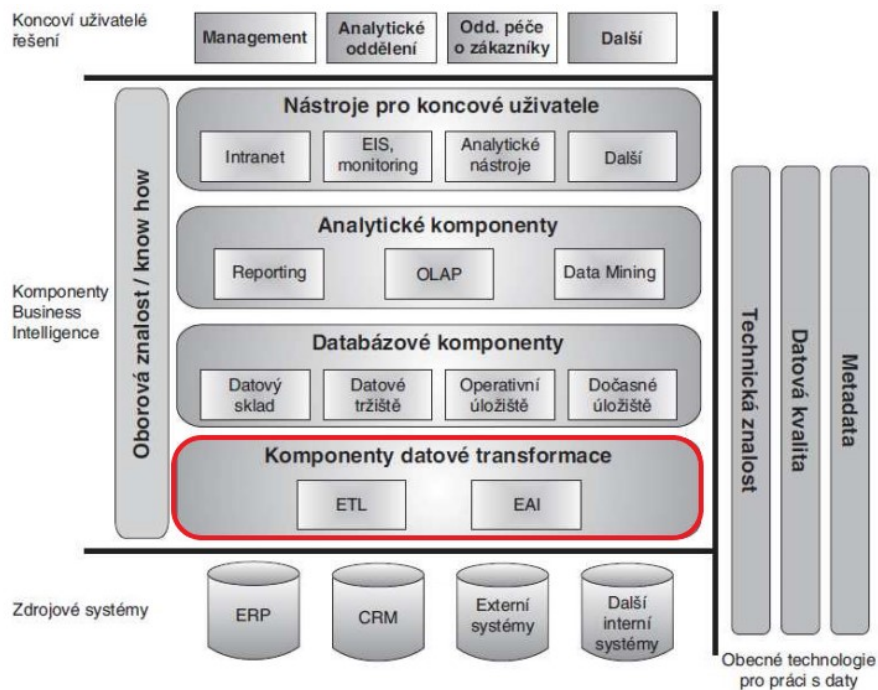 Koncoví uživatelé
řešení
Management
Analytické
oddělení
Odd. péče
o zákazníky
Další
Komponenty
Business
Intelligence
Oborová znalost / know how
Nástroje pro koncové uživatele
Intranet
EIS,
monitoring
Analytické
nástroje
Další
Analytické komponenty
Reporting
OLAP
Data Mining
Databázové komponenty
Datový
sklad
Datové
tržiště
Operativní
úložiště
Dočasné
úložiště
Komponenty datové transformace
ETL
EAI
Zdrojové systémy
ERP
CRM
Externí
systémy
Další
interní
systémy
Technická znalost
Datová kvalita
Metadata
Obecné technologie
pro práci s daty